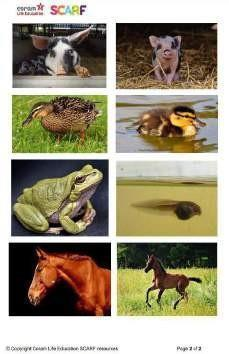 coram
Life Education
SCARF
© Copyright Coram Life Education SCARF resources
Page 2 of 2